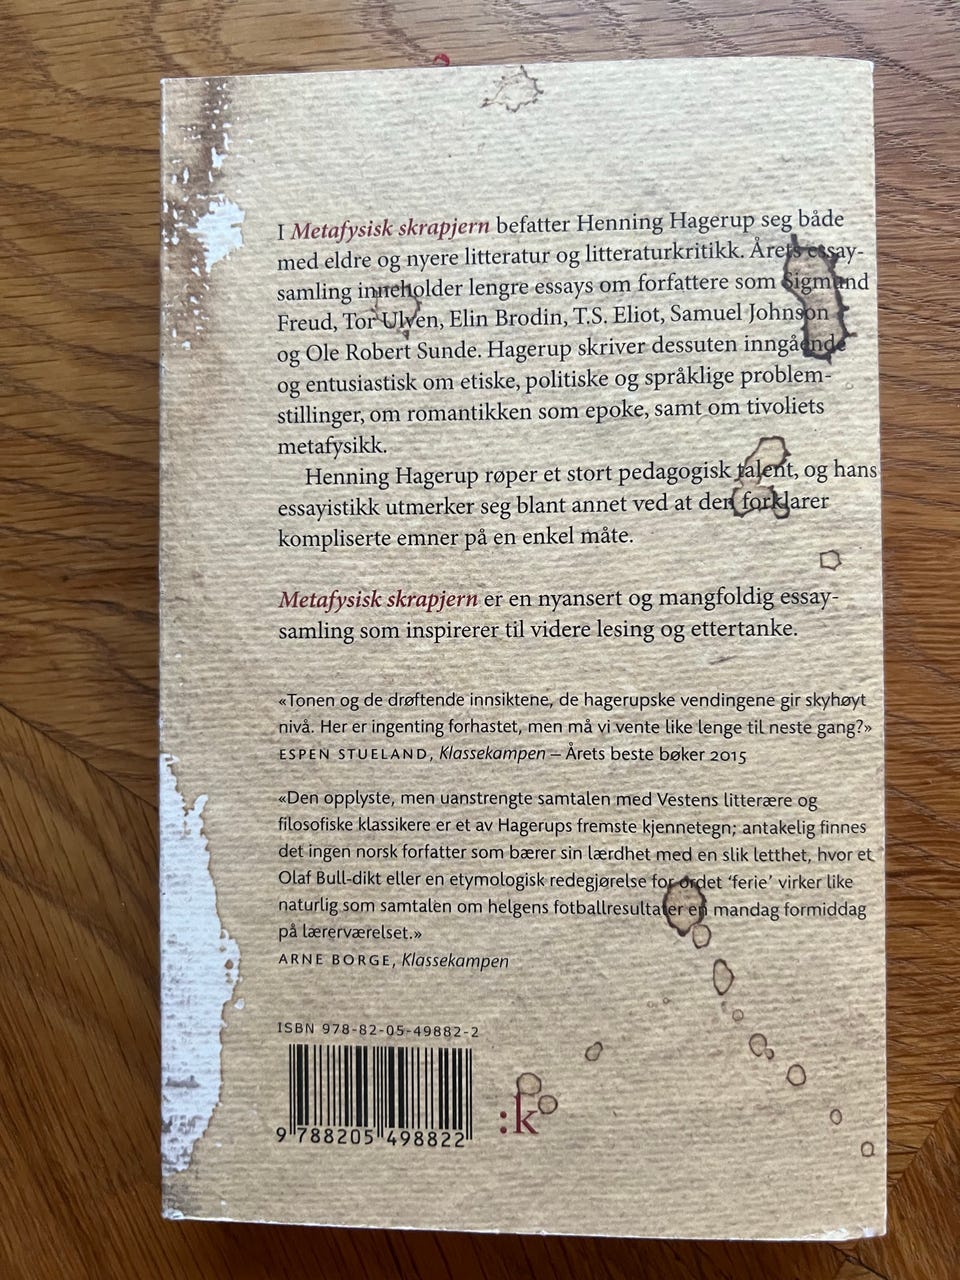 I Metafysisk skrapjern befatter Henning Hagerup seg både
med eldre og nyere litteratur og litteraturkritikk. Årets essay-
samling inneholder lengre essays om forfattere som Sigmund
Freud, Tor Ulven, Elin Brodin, T.S. Eliot, Samuel Johnson
og Ole Robert Sunde. Hagerup skriver dessuten inngående
og entusiastisk om etiske, politiske og språklige problem-
stillinger, om romantikken som epoke, samt om tivoliets
metafysikk.
Henning Hagerup røper et stort pedagogisk talent, og hans
essayistikk utmerker seg blant annet ved at den forklarer
kompliserte emner på en enkel måte.
Metafysisk skrapjern er en nyansert og mangfoldig essay-
samling som inspirerer til videre lesing og ettertanke.
«Tonen og de drøftende innsiktene, de hagerupske vendingene gir skyhøyt
nivå. Her er ingenting forhastet, men må vi vente like lenge til neste gang?»
ESPEN STUELAND, Klassekampen – Årets beste bøker 2015
«Den opplyste, men uanstrengte samtalen med Vestens litterære og
filosofiske klassikere er et av Hagerups fremste kjennetegn; antakelig finnes
det ingen norsk forfatter som bærer sin lærdhet med en slik letthet, hvor et
Olaf Bull-dikt eller en etymologisk redegjørelse for ordet ‘ferie’ virker like
naturlig som samtalen om helgens fotballresultater en mandag formiddag
på lærerværelset.»
ARNE BORGE, Klassekampen
ISBN 978-82-05-49882-2
9 788205 498822
:k